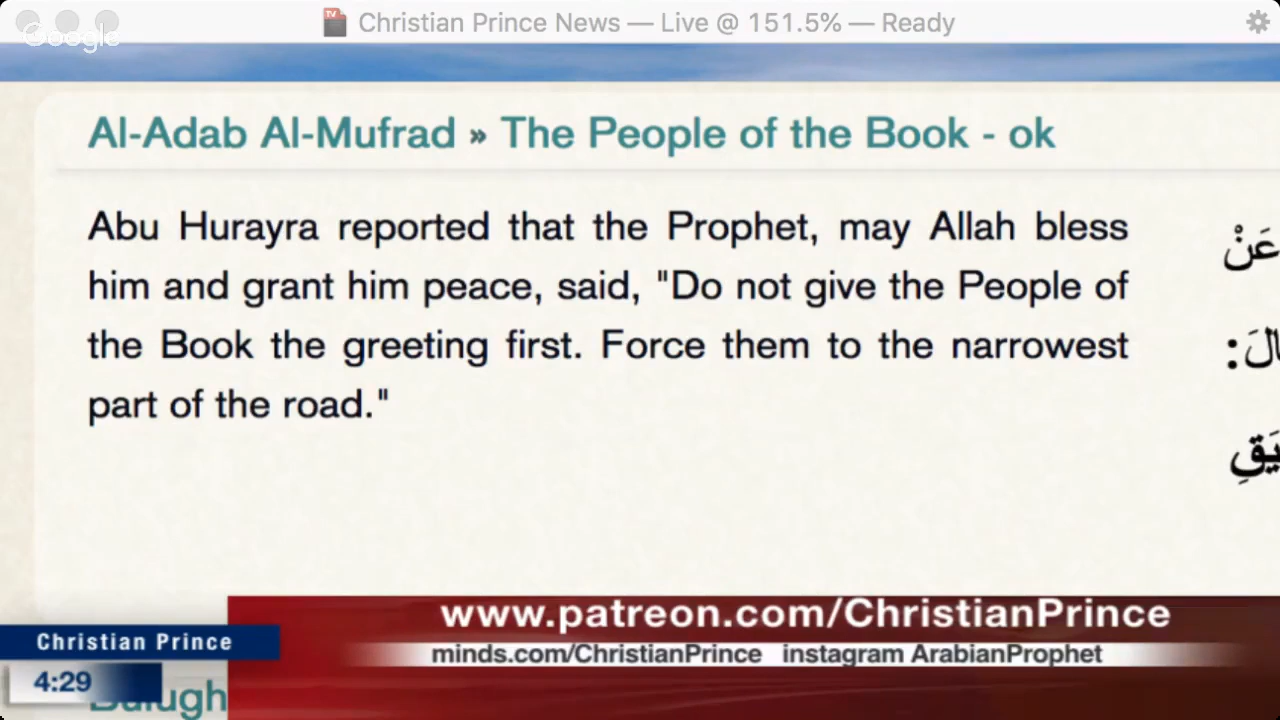 Christian Prince News — Live @ 151.5% — Ready
Google
Al-Adab Al-Mufrad » The People of the Book - ok
Abu Hurayra reported that the Prophet, may Allah bless
him and grant him peace, said, "Do not give the People of
the Book the greeting first. Force them to the narrowest
part of the road."
عَنْ
www.patreon.com/ChristianPrince
Christian Prince
minds.com/ChristianPrince instagram ArabianProphet
4:29